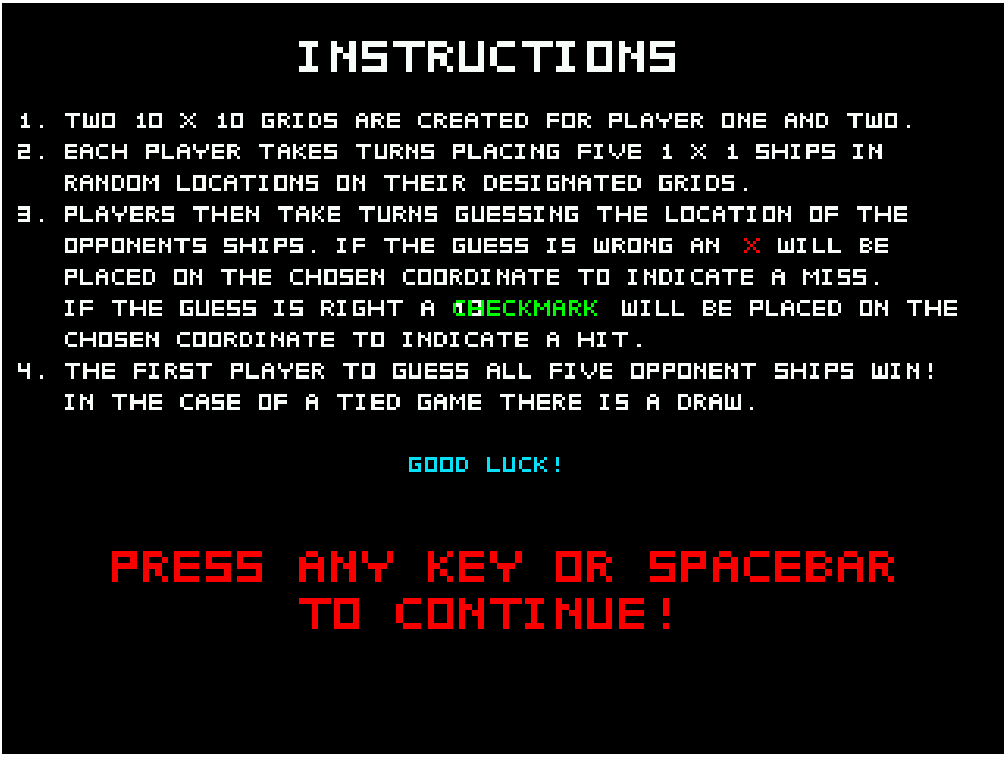 INSTRUCTIONS
1. TWO 10 X 10 GRIDS ARE CREATED FOR PLAYER ONE AND TWO.
2. EACH PLAYER TAKES TURNS PLACING FIVE 1 X 1 SHIPS IN
RANDOM LOCATIONS ON THEIR DESIGNATED GRIDS.
3. PLAYERS THEN TAKE TURNS GUESSING THE LOCATION OF THE
OPPONENTS SHIPS. IF THE GUESS IS WRONG AN X WILL BE
PLACED ON THE CHOSEN COORDINATE TO INDICATE A MISS.
IF THE GUESS IS RIGHT A CHECKMARK WILL BE PLACED ON THE
CHOSEN COORDINATE TO INDICATE A HIT.
4. THE FIRST PLAYER TO GUESS ALL FIVE OPPONENT SHIPS WIN!
IN THE CASE OF A TIED GAME THERE IS A DRAW.
GOOD LUCK!
PRESS ANY KEY OR SPACEBAR
TO CONTINUE!